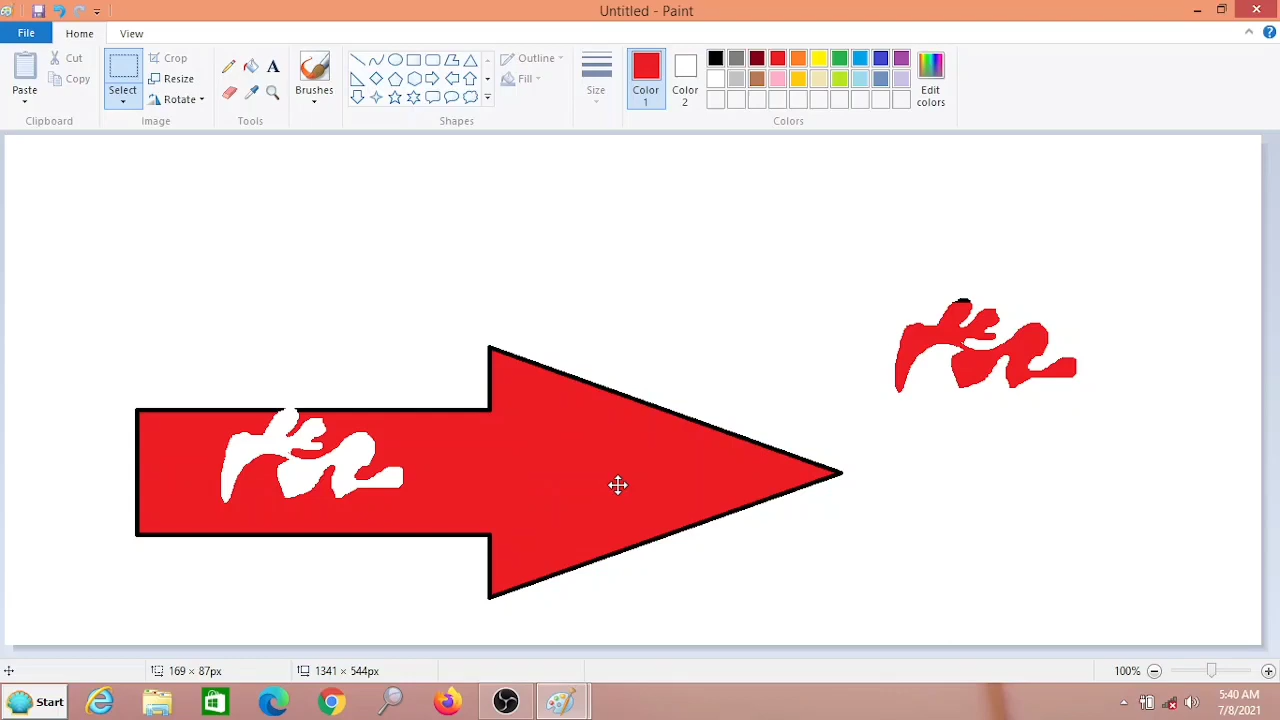 Untitled - Paint
File Home View
Paste Cut Copy Select Crop Resize Rotate A Brushes Outline Fill Size Color 1 Color 2 Edit colors
Clipboard Image Tools Shapes Colors
169 × 87px 1341 × 544px 100%
Start 5:40 AM
7/8/2021